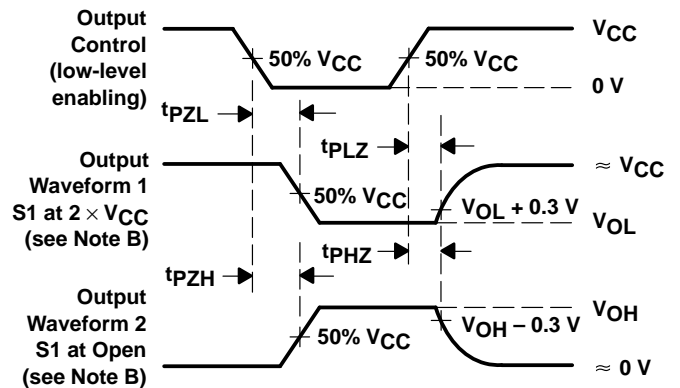 Output
Control
(low-level
enabling)
50% VCC
50% VCC
VCC
0 V
tPZL
tPLZ
Output
Waveform 1
S1 at 2 × VCC
(see Note B)
50% VCC
≈ VCC
VOL + 0.3 V
VOL
tPZH
tPHZ
Output
Waveform 2
S1 at Open
(see Note B)
50% VCC
VOH
VOH – 0.3 V
≈ 0 V